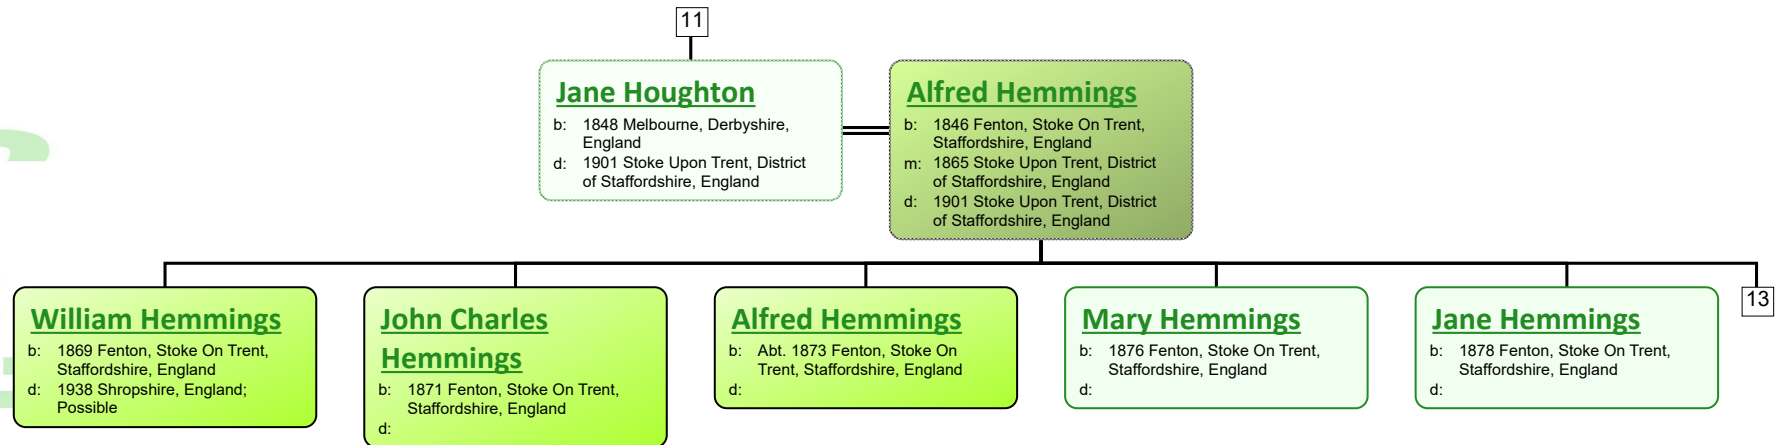 11
Jane Houghton
b: 1848 Melbourne, Derbyshire,
England
d: 1901 Stoke Upon Trent, District
of Staffordshire, England
Alfred Hemmings
b: 1846 Fenton, Stoke On Trent,
Staffordshire, England
m: 1865 Stoke Upon Trent, District
of Staffordshire, England
d: 1901 Stoke Upon Trent, District
of Staffordshire, England
William Hemmings
b: 1869 Fenton, Stoke On Trent,
Staffordshire, England
d: 1938 Shropshire, England;
Possible
John Charles
Hemmings
b: 1871 Fenton, Stoke On Trent,
Staffordshire, England
d:
Alfred Hemmings
b: Abt. 1873 Fenton, Stoke On
Trent, Staffordshire, England
d:
Mary Hemmings
b: 1876 Fenton, Stoke On Trent,
Staffordshire, England
d:
Jane Hemmings
b: 1878 Fenton, Stoke On Trent,
Staffordshire, England
d:
13